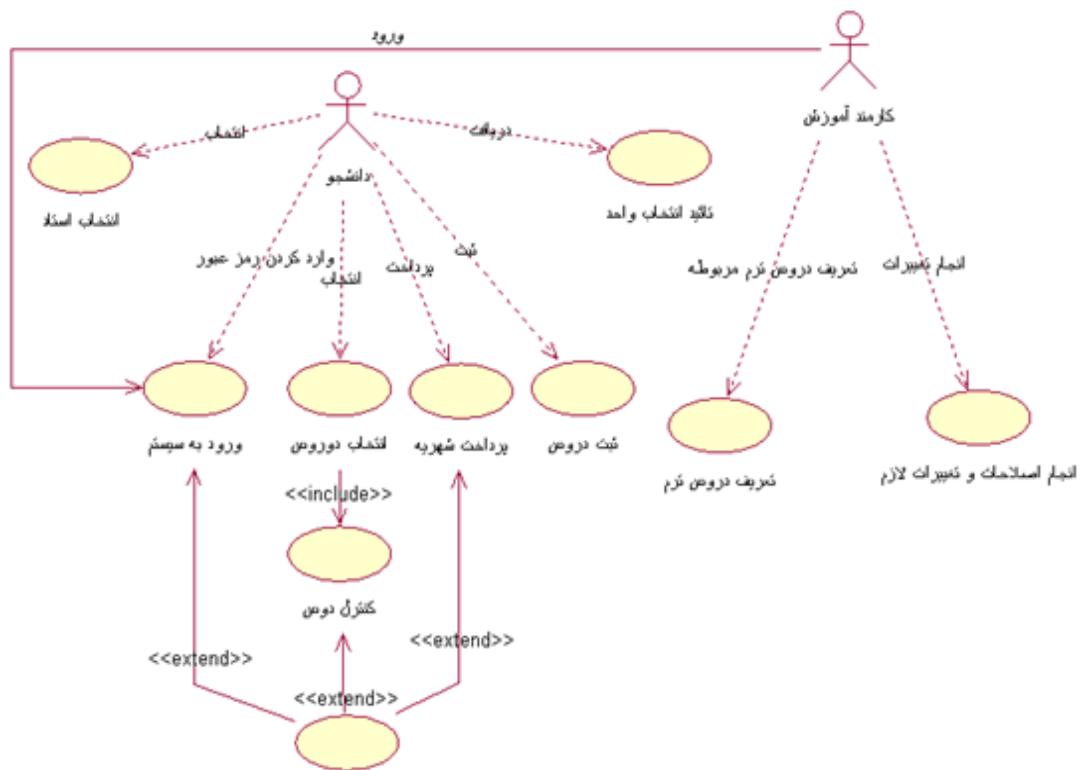 ورود
کارمند آموزش
انتخاب
دریافت
دانشجو
انتخاب استاد
تائید انتخاب واحد
وارد کردن رمز عبور
انتخاب
پرداخت
ثبت
تعریف دروس ترم مربوطه
انجام تغییرات
ورود به سیستم
انتخاب دوروس
پرداخت شهریه
ثبت دروس
تعریف دروس ترم
انجام اصلاحات و تغییرات لازم
<<include>>
کنترل دوس
<<extend>>
<<extend>>
<<extend>>